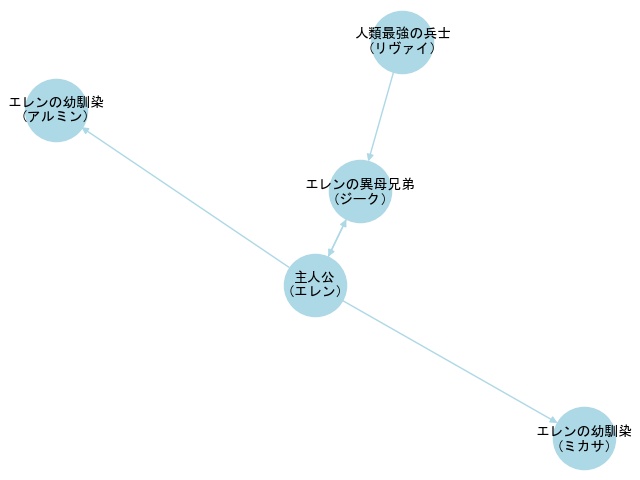 人類最強の兵士
（リヴァイ）
エレンの幼馴染
（アルミン）
エレンの異母兄弟
（ジーク）
主人公
（エレン）
エレンの幼馴染
（ミカサ）